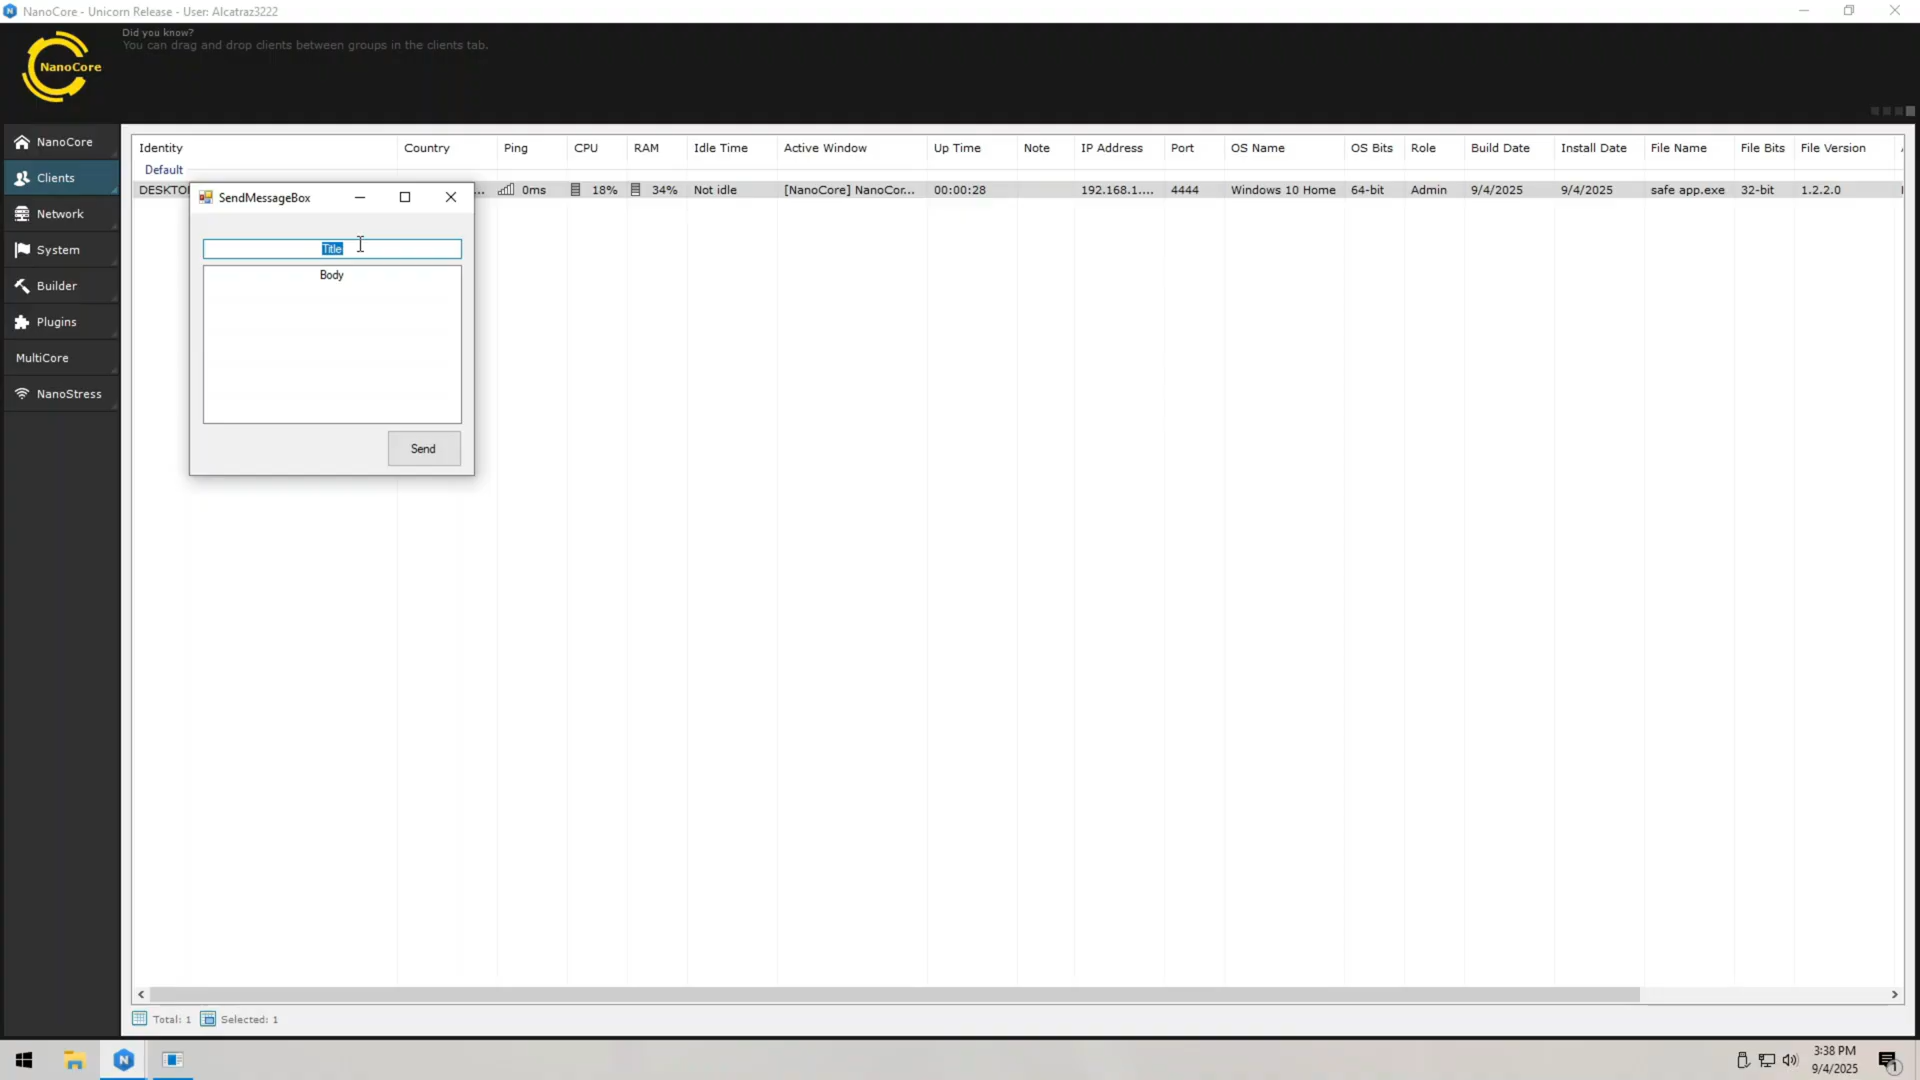 NanoCore - Unicorn Release - User: Alcatraz3222
Did you know?
You can drag and drop clients between groups in the clients tab.
NanoCore
NanoCore
Clients
Network
System
Builder
Plugins
MultiCore
NanoStress
Identity Country Ping CPU RAM Idle Time Active Window Up Time Note IP Address Port OS Name OS Bits Role Build Date Install Date File Name File Bits File Version
Default
DESKTO ... 0ms 18% 34% Not idle [NanoCore] NanoCor... 00:00:28 192.168.1.... 4444 Windows 10 Home 64-bit Admin 9/4/2025 9/4/2025 safe app.exe 32-bit 1.2.2.0
SendMessageBox
Title
Body
Send
Total: 1 Selected: 1
3:38 PM
9/4/2025
1